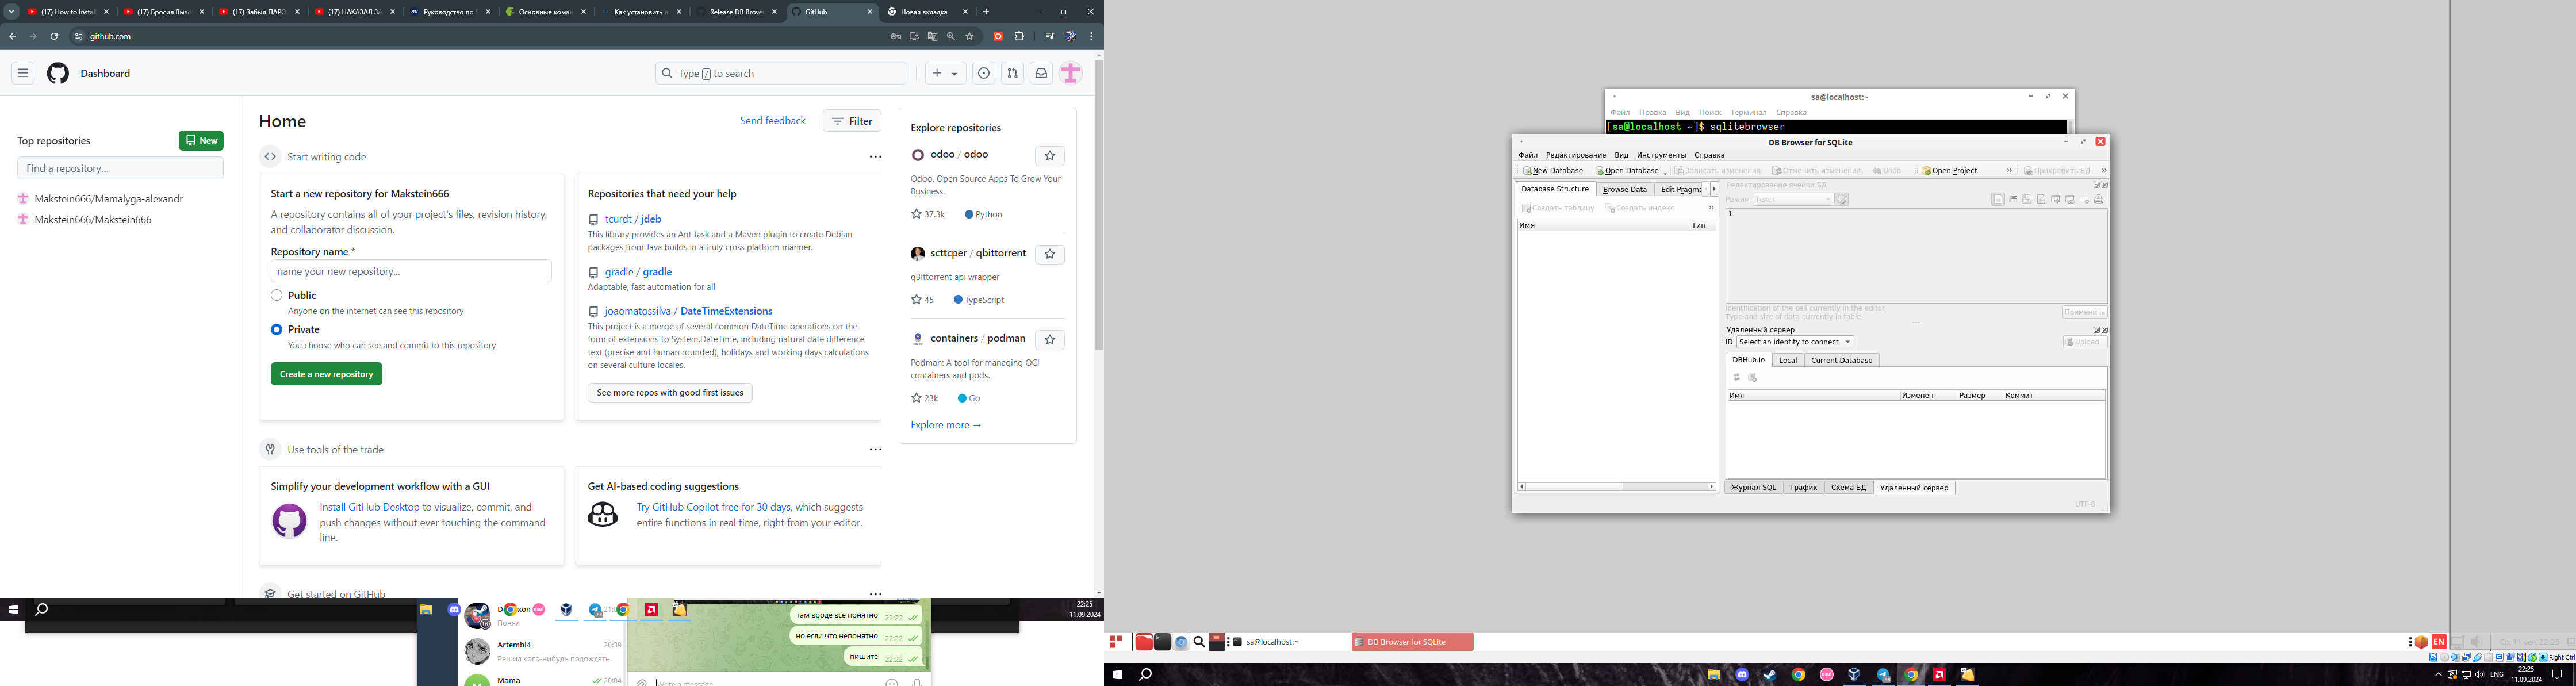 (17) How to Install
(17) Бросил Вызо
(17) Забыл ПАРО
(17) НАКАЗАЛ ЗА
Руководство по S
Основные коман
Как установить и
Release DB Brows
GitHub
Новая вкладка
github.com
Dashboard
Type / to search
Top repositories
New
Find a repository...
Makstein666/Mamalyga-alexandr
Makstein666/Makstein666
Home
Send feedback
Filter
Start writing code
Start a new repository for Makstein666
A repository contains all of your project's files, revision history,
and collaborator discussion.
Repository name *
name your new repository...
Public
Anyone on the internet can see this repository
Private
You choose who can see and commit to this repository
Create a new repository
Repositories that need your help
tcurdt / jdeb
This library provides an Ant task and a Maven plugin to create Debian
packages from Java builds in a truly cross platform manner.
gradle / gradle
Adaptable, fast automation for all
joaomatossilva / DateTimeExtensions
This project is a merge of several common DateTime operations on the
form of extensions to System.DateTime, including natural date difference
text (precise and human rounded), holidays and working days calculations
on several culture locales.
See more repos with good first issues
Use tools of the trade
Simplify your development workflow with a GUI
Install GitHub Desktop to visualize, commit, and
push changes without ever touching the command
line.
Get AI-based coding suggestions
Try GitHub Copilot free for 30 days, which suggests
entire functions in real time, right from your editor.
Get started on GitHub
Explore repositories
odoo / odoo
Odoo. Open Source Apps To Grow Your
Business.
37.3k
Python
scttcper / qbittorrent
qBittorrent api wrapper
45
TypeScript
containers / podman
Podman: A tool for managing OCI
containers and pods.
23k
Go
Explore more →
Понял
Artembl4
20:39
Решил кого-нибудь подождать
Mama
20:04
там вроде все понятно
22:22
но если что непонятно
22:22
пишите
22:22
Write a message...
22:25
11.09.2024
sa@localhost:~
Файл Правка Вид Поиск Терминал Справка
[sa@localhost ~]$ sqlitebrowser
DB Browser for SQLite
Файл Редактирование Вид Инструменты Справка
New Database
Open Database
Записать изменения
Отменить изменения
Undo
Open Project
»
Прикрепить БД
»
Database Structure
Browse Data
Edit Pragma
Создать таблицу
Создать индекс
»
Имя
Тип
Редактирование ячейки БД
Режим:
Текст
1
Identification of the cell currently in the editor
Type and size of data currently in table
Применить
Удаленный сервер
ID
Select an identity to connect
Upload
DBHub.io
Local
Current Database
Имя
Изменен
Размер
Коммит
Журнал SQL
График
Схема БД
Удаленный сервер
UTF-8
sa@localhost:~
DB Browser for SQLite
EN
Ср, 11 сен, 22:25
Right Ctrl
ENG
22:25
11.09.2024